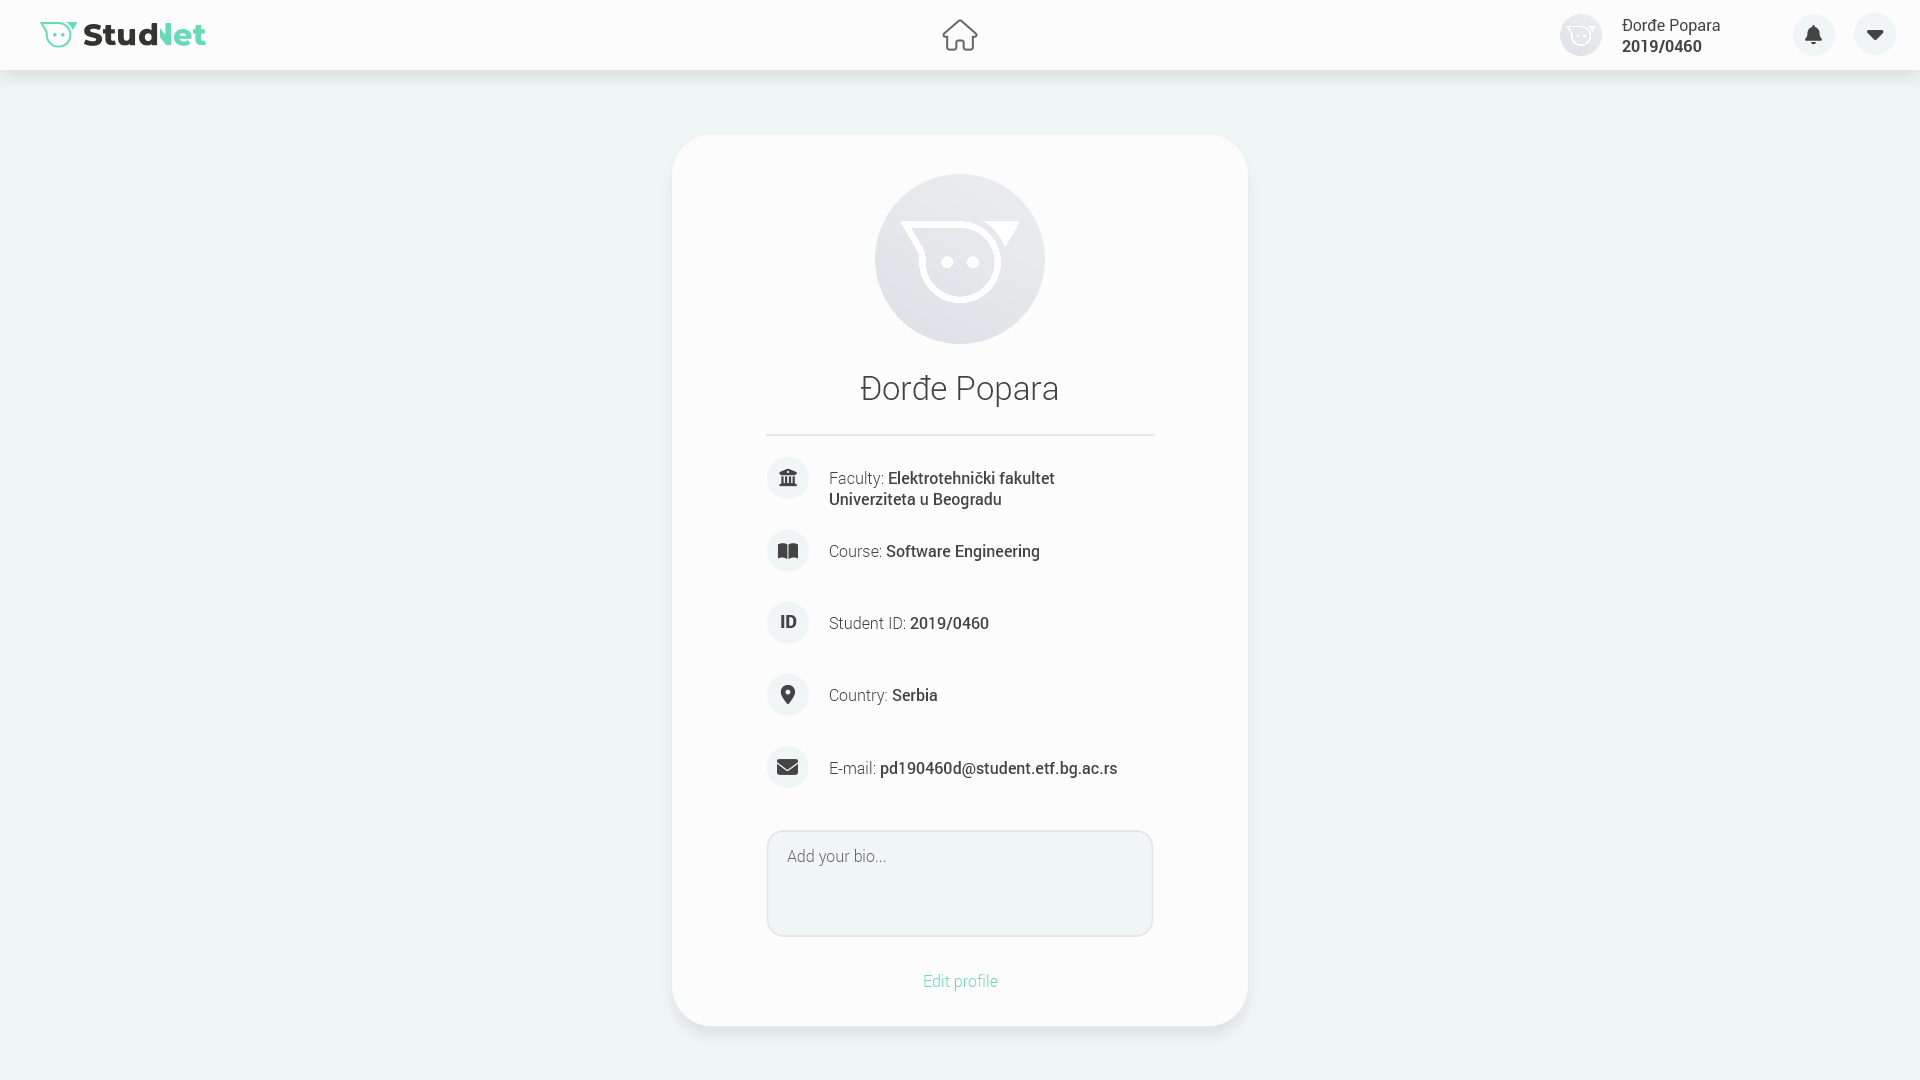 StudNet
Đorđe Popara
2019/0460
Đorđe Popara
Faculty: Elektrotehnički fakultet
Univerziteta u Beogradu
Course: Software Engineering
ID
Student ID: 2019/0460
Country: Serbia
E-mail: pd190460d@student.etf.bg.ac.rs
Add your bio...
Edit profile